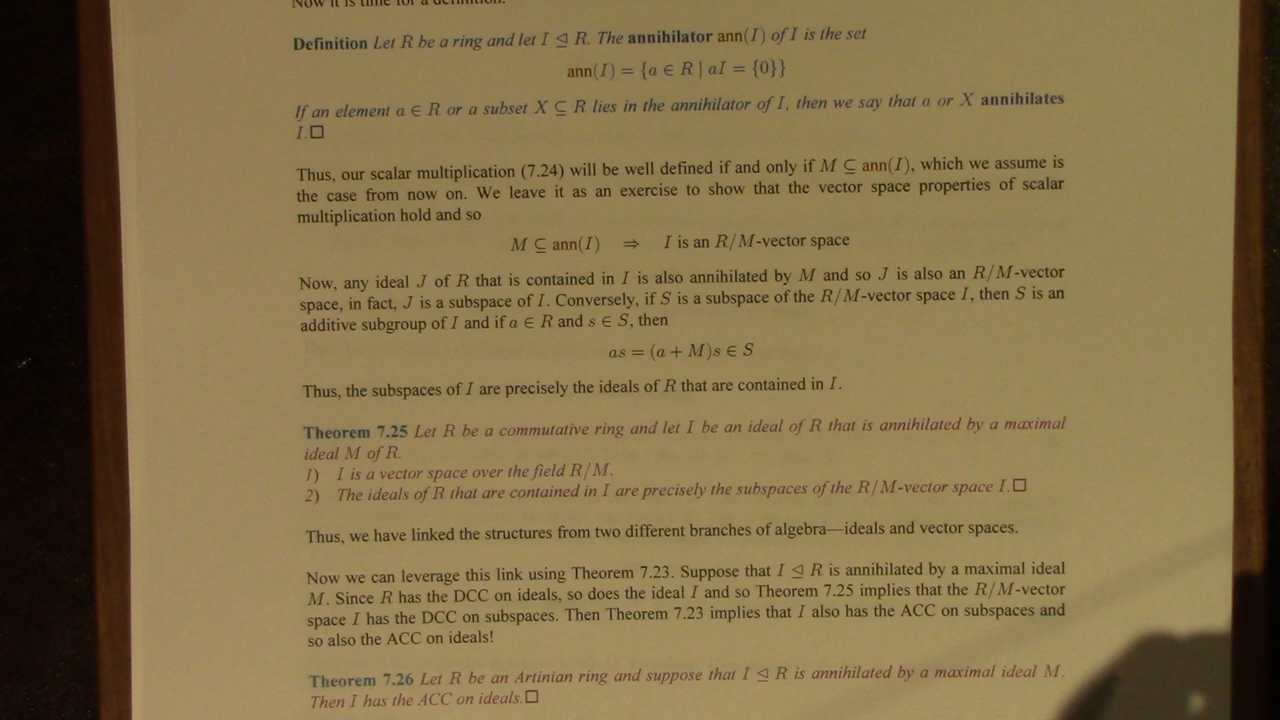 Now it is time for a definition.
Definition Let R be a ring and let I ⊴ R. The annihilator ann(I) of I is the set
ann(I) = {a ∈ R | aI = {0}}
If an element a ∈ R or a subset X ⊆ R lies in the annihilator of I, then we say that a or X annihilates
I.□
Thus, our scalar multiplication (7.24) will be well defined if and only if M ⊆ ann(I), which we assume is
the case from now on. We leave it as an exercise to show that the vector space properties of scalar
multiplication hold and so
M ⊆ ann(I) ⇒ I is an R/M-vector space
Now, any ideal J of R that is contained in I is also annihilated by M and so J is also an R/M-vector
space, in fact, J is a subspace of I. Conversely, if S is a subspace of the R/M-vector space I, then S is an
additive subgroup of I and if a ∈ R and s ∈ S, then
as = (a + M)s ∈ S
Thus, the subspaces of I are precisely the ideals of R that are contained in I.
Theorem 7.25 Let R be a commutative ring and let I be an ideal of R that is annihilated by a maximal
ideal M of R.
1) I is a vector space over the field R/M.
2) The ideals of R that are contained in I are precisely the subspaces of the R/M-vector space I.□
Thus, we have linked the structures from two different branches of algebra—ideals and vector spaces.
Now we can leverage this link using Theorem 7.23. Suppose that I ⊴ R is annihilated by a maximal ideal
M. Since R has the DCC on ideals, so does the ideal I and so Theorem 7.25 implies that the R/M-vector
space I has the DCC on subspaces. Then Theorem 7.23 implies that I also has the ACC on subspaces and
so also the ACC on ideals!
Theorem 7.26 Let R be an Artinian ring and suppose that I ⊴ R is annihilated by a maximal ideal M.
Then I has the ACC on ideals.□